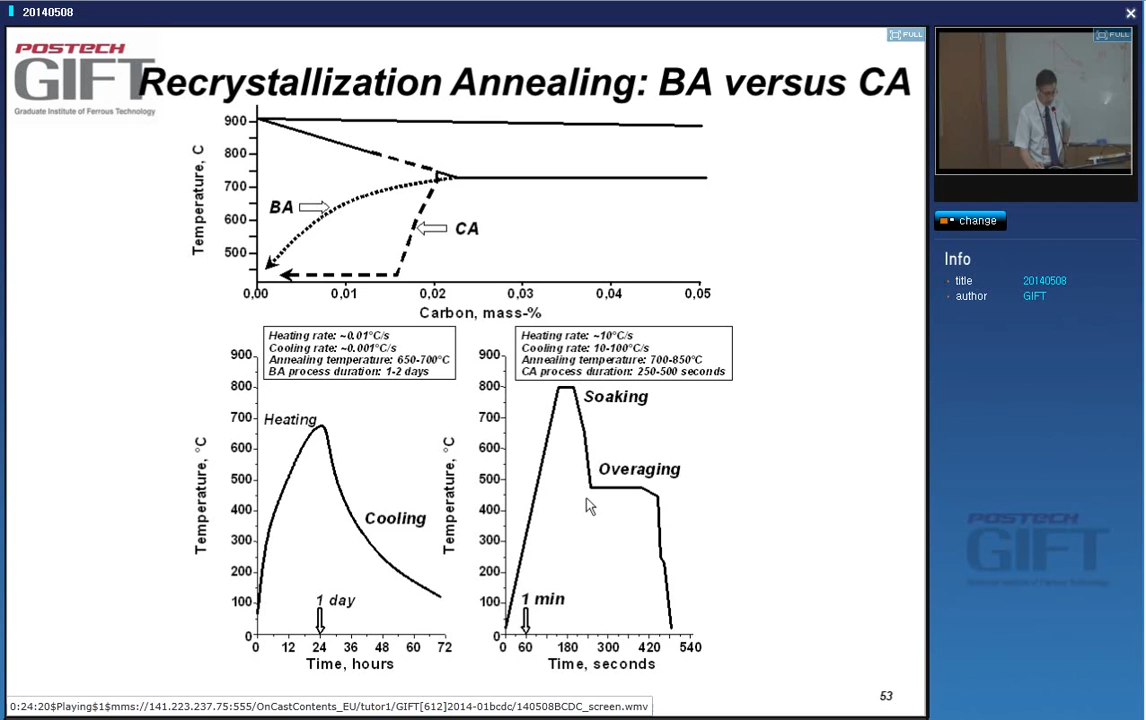 20140508
POSTECH
GIFT
Graduate Institute of Ferrous Technology
FULL
Recrystallization Annealing: BA versus CA
Temperature, C
900
800
700
600
500
BA
CA
0,00 0,01 0,02 0,03 0,04 0,05
Carbon, mass-%
Heating rate: ~0.01°C/s
Cooling rate: ~0.001°C/s
Annealing temperature: 650-700°C
BA process duration: 1-2 days
Temperature, °C
900
800
700
600
500
400
300
200
100
0
Heating
Cooling
1 day
0 12 24 36 48 60 72
Time, hours
Heating rate: ~10°C/s
Cooling rate: 10-100°C/s
Annealing temperature: 700-850°C
CA process duration: 250-500 seconds
Temperature, °C
900
800
700
600
500
400
300
200
100
0
Soaking
Overaging
1 min
0 60 180 300 420 540
Time, seconds
53
0:24:20$Playing$1$mms://141.223.237.75:555/OnCastContents_EU/tutor1/GIFT[612]2014-01bcdc/140508BCDC_screen.wmv
FULL
change
Info
title 20140508
author GIFT
POSTECH
GIFT